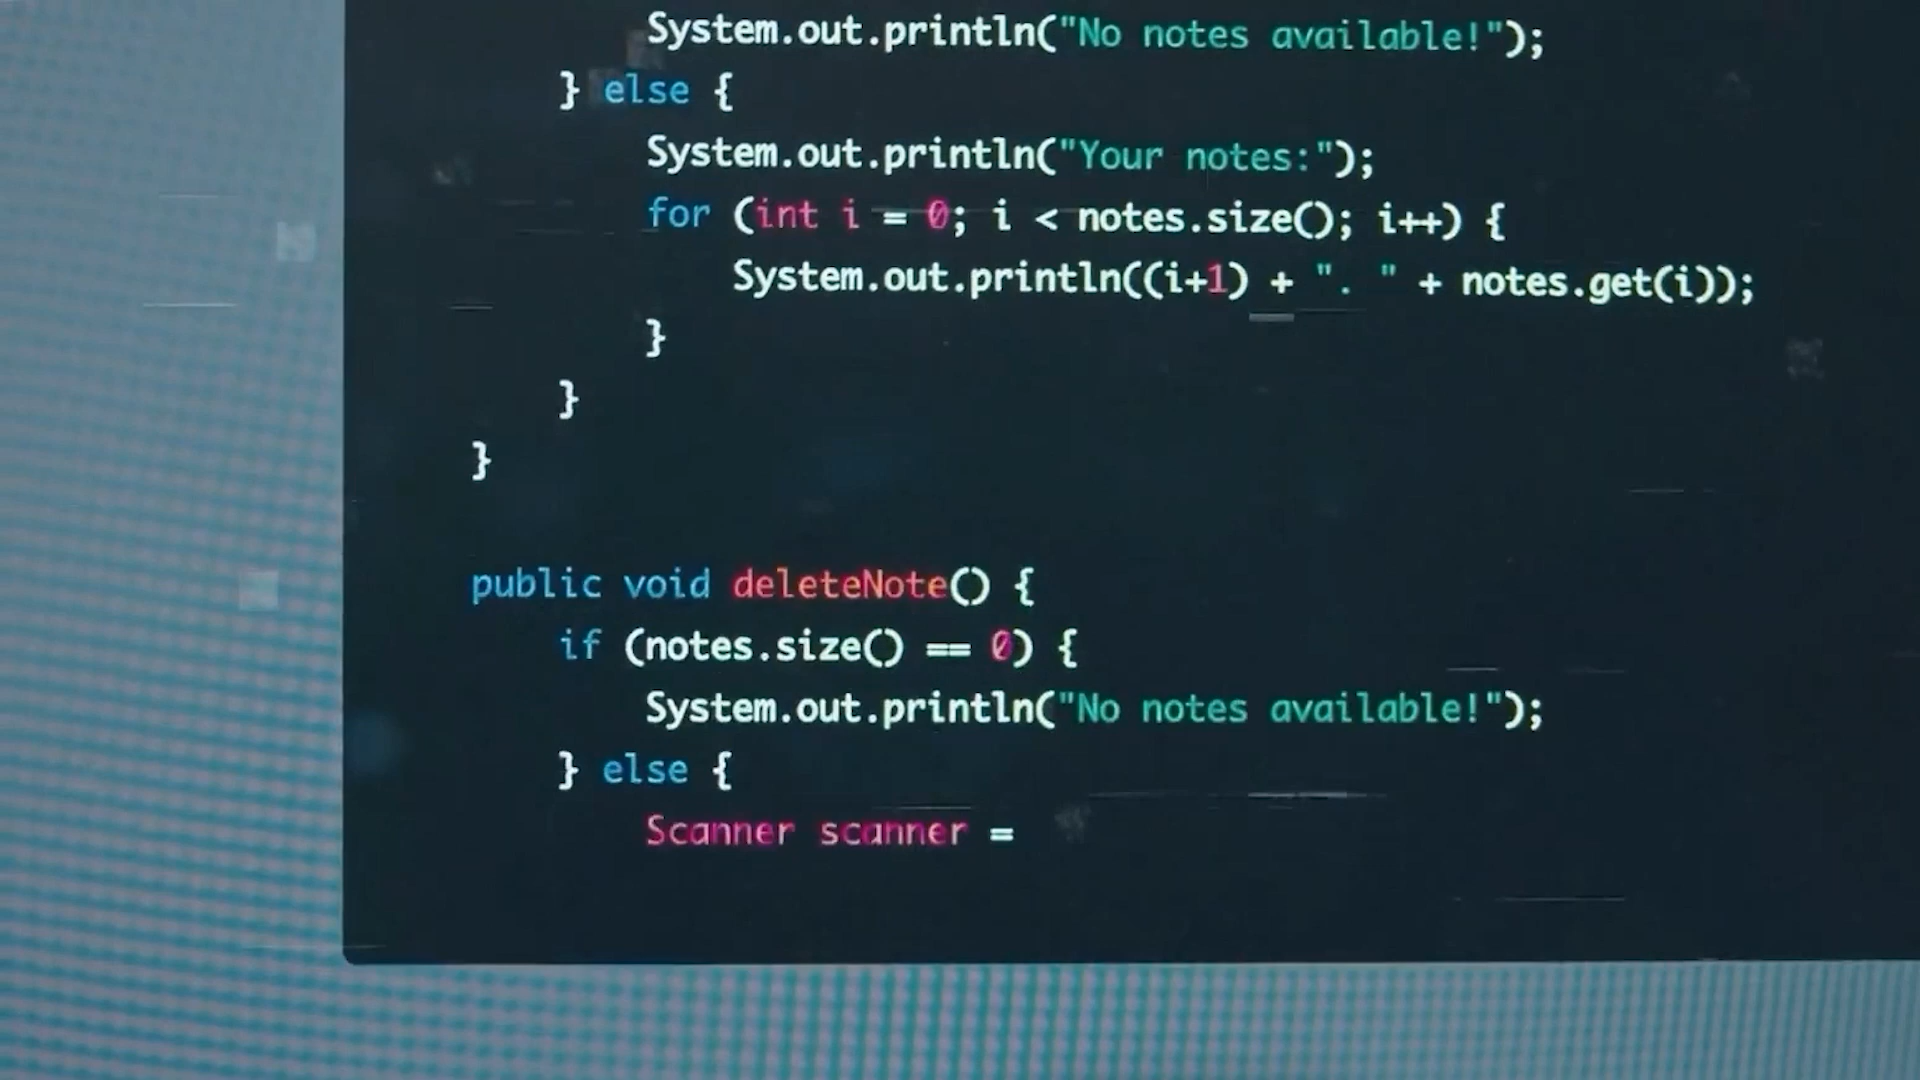 System.out.println("No notes available!");
} else {
System.out.println("Your notes:");
for (int i = 0; i < notes.size(); i++) {
System.out.println((i+1) + ". " + notes.get(i));
}
}
}
public void deleteNote() {
if (notes.size() == 0) {
System.out.println("No notes available!");
} else {
Scanner scanner =